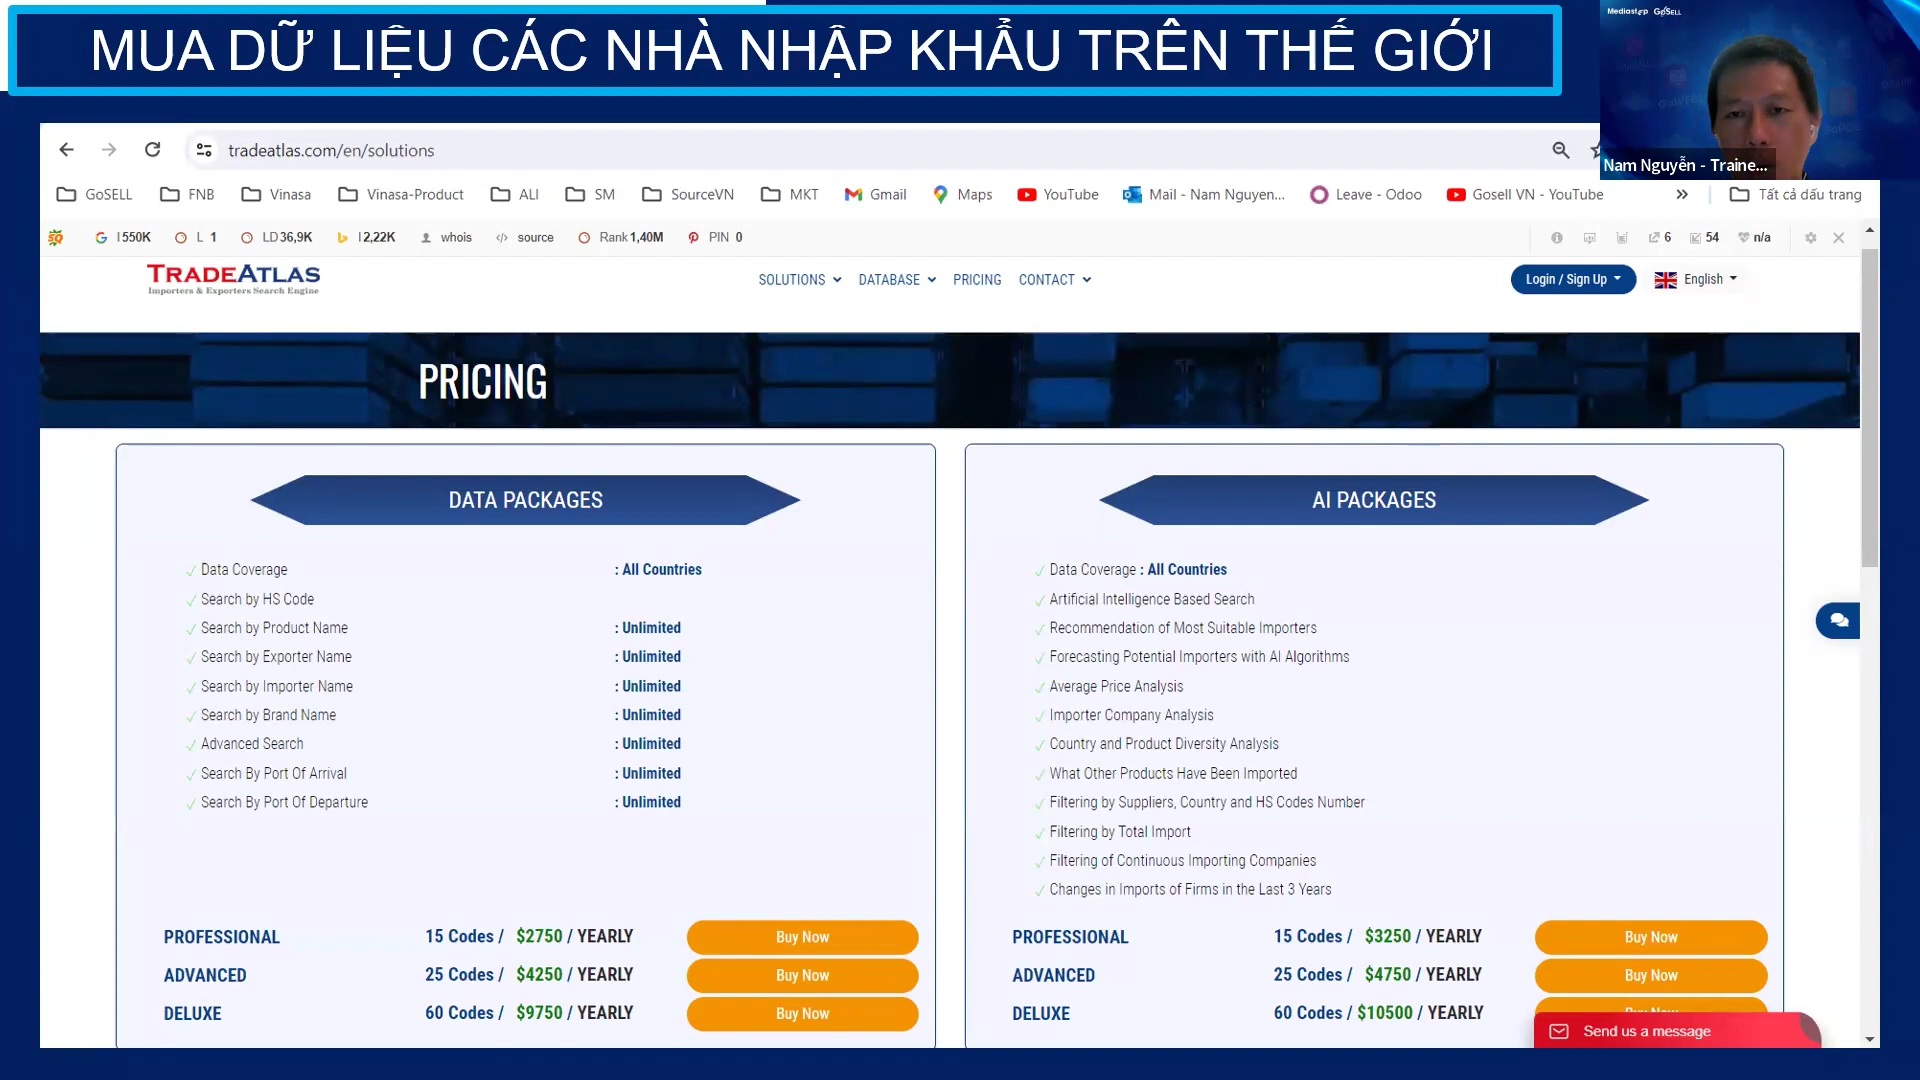 MUA DỮ LIỆU CÁC NHÀ NHẬP KHẨU TRÊN THẾ GIỚI
Mediastep GoSELL
Nam Nguyễn - Traine...
tradeatlas.com/en/solutions
GoSELL FNB Vinasa Vinasa-Product ALI SM SourceVN MKT Gmail Maps YouTube Mail - Nam Nguyen... Leave - Odoo Gosell VN - YouTube » Tất cả dấu trang
I 550K L 1 LD 36,9K I 2,22K whois source Rank 1,40M PIN 0 6 54 n/a
TRADEATLAS
Importers & Exporters Search Engine
SOLUTIONS DATABASE PRICING CONTACT Login / Sign Up English
PRICING
DATA PACKAGES
Data Coverage : All Countries
Search by HS Code
Search by Product Name : Unlimited
Search by Exporter Name : Unlimited
Search by Importer Name : Unlimited
Search by Brand Name : Unlimited
Advanced Search : Unlimited
Search By Port Of Arrival : Unlimited
Search By Port Of Departure : Unlimited
PROFESSIONAL 15 Codes / $2750 / YEARLY Buy Now
ADVANCED 25 Codes / $4250 / YEARLY Buy Now
DELUXE 60 Codes / $9750 / YEARLY Buy Now
AI PACKAGES
Data Coverage : All Countries
Artificial Intelligence Based Search
Recommendation of Most Suitable Importers
Forecasting Potential Importers with AI Algorithms
Average Price Analysis
Importer Company Analysis
Country and Product Diversity Analysis
What Other Products Have Been Imported
Filtering by Suppliers, Country and HS Codes Number
Filtering by Total Import
Filtering of Continuous Importing Companies
Changes in Imports of Firms in the Last 3 Years
PROFESSIONAL 15 Codes / $3250 / YEARLY Buy Now
ADVANCED 25 Codes / $4750 / YEARLY Buy Now
DELUXE 60 Codes / $10500 / YEARLY Buy Now
Send us a message